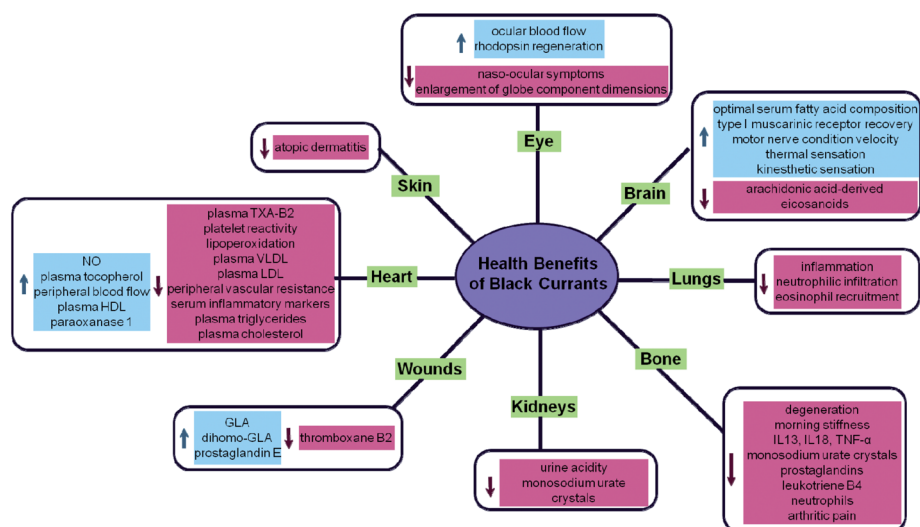 ocular blood flow
rhodopsin regeneration
naso-ocular symptoms
enlargement of globe component dimensions
Eye
optimal serum fatty acid composition
type I muscarinic receptor recovery
motor nerve condition velocity
thermal sensation
kinesthetic sensation
arachidonic acid-derived
eicosanoids
Brain
atopic dermatitis
Skin
NO
plasma tocopherol
peripheral blood flow
plasma HDL
paraoxanase 1
plasma TXA-B2
platelet reactivity
lipoperoxidation
plasma VLDL
plasma LDL
peripheral vascular resistance
serum inflammatory markers
plasma triglycerides
plasma cholesterol
Heart
Health Benefits
of Black Currants
Lungs
inflammation
neutrophilic infiltration
eosinophil recruitment
Wounds
GLA
dihomo-GLA
prostaglandin E
thromboxane B2
Kidneys
urine acidity
monosodium urate
crystals
Bone
degeneration
morning stiffness
IL13, IL18, TNF-α
monosodium urate crystals
prostaglandins
leukotriene B4
neutrophils
arthritic pain